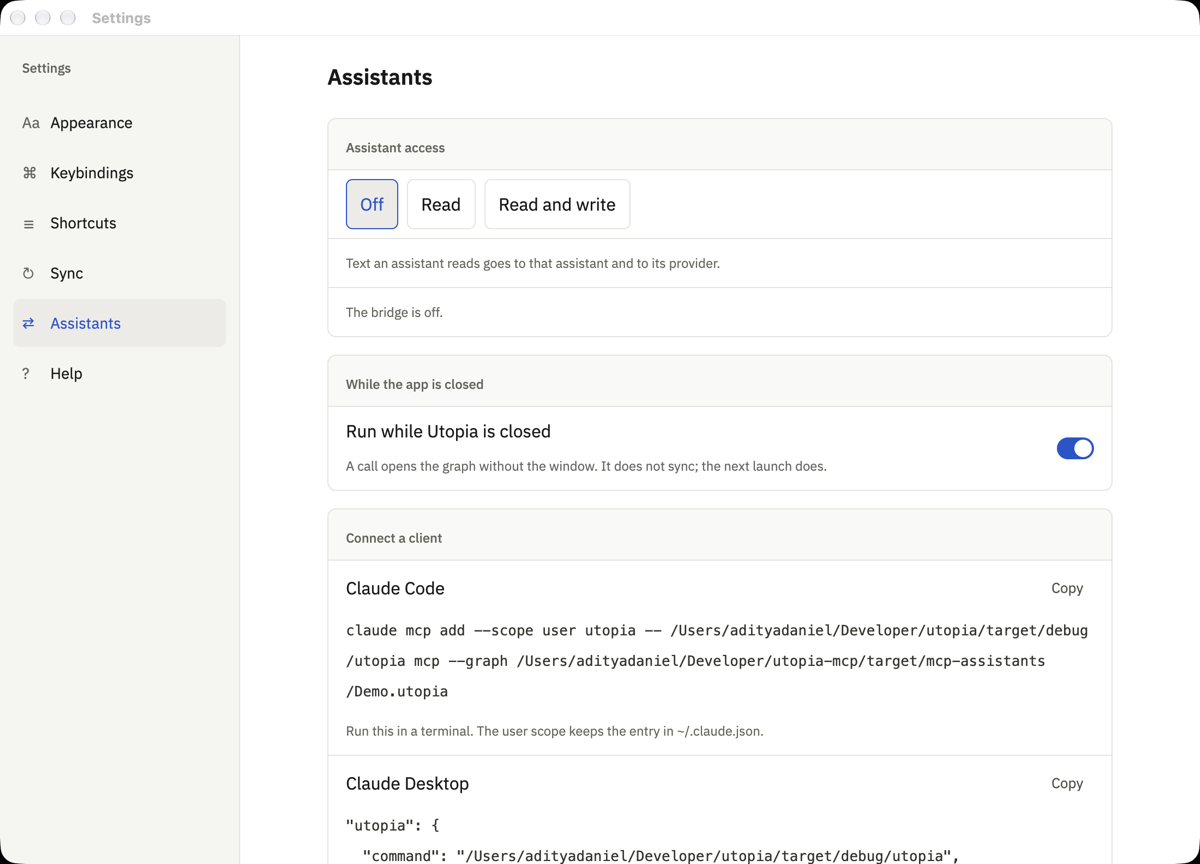 Settings
Settings
Aa Appearance
⌘ Keybindings
≡ Shortcuts
↻ Sync
⇄ Assistants
? Help
Assistants
Assistant access
Off Read Read and write
Text an assistant reads goes to that assistant and to its provider.
The bridge is off.
While the app is closed
Run while Utopia is closed
A call opens the graph without the window. It does not sync; the next launch does.
Connect a client
Claude Code Copy
claude mcp add --scope user utopia -- /Users/adityadaniel/Developer/utopia/target/debug
/utopia mcp --graph /Users/adityadaniel/Developer/utopia-mcp/target/mcp-assistants
/Demo.utopia
Run this in a terminal. The user scope keeps the entry in ~/.claude.json.
Claude Desktop Copy
"utopia": {
"command": "/Users/adityadaniel/Developer/utopia/target/debug/utopia",